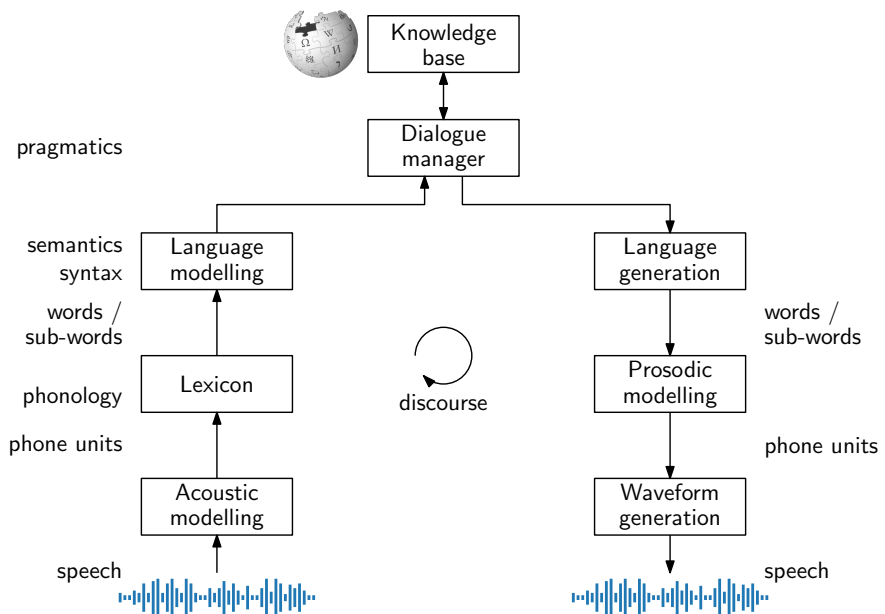 Knowledge
base
pragmatics
Dialogue
manager
semantics
syntax
Language
modelling
Language
generation
words /
sub-words
words /
sub-words
phonology
Lexicon
discourse
Prosodic
modelling
phone units
phone units
Acoustic
modelling
Waveform
generation
speech
speech